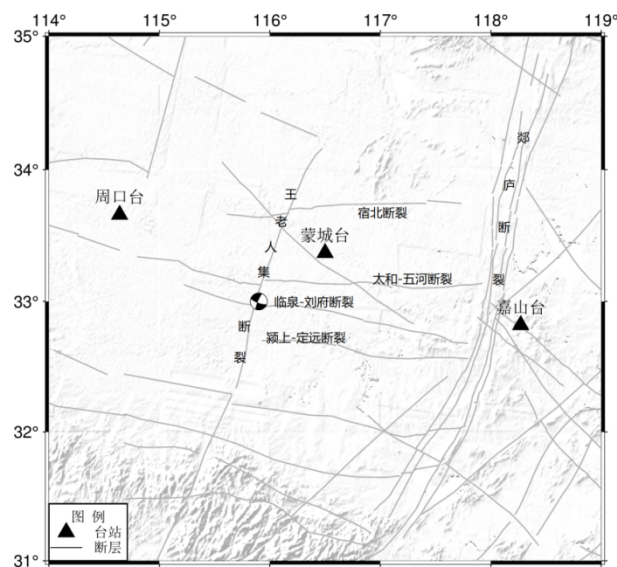 114° 115° 116° 117° 118° 119°
35°
34°
33°
32°
31°
郯庐断裂
周口台
王老人集断裂
宿北断裂
蒙城台
太和-五河断裂
临泉-刘府断裂
嘉山台
颍上-定远断裂
图 例
台站
断层